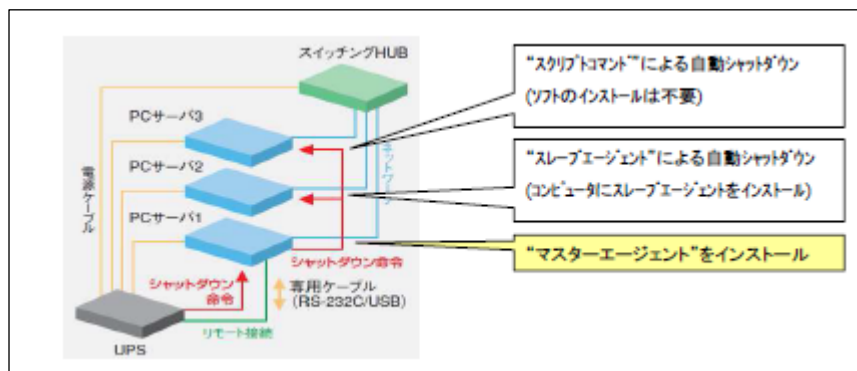 スイッチングHUB
PCサーバ3
PCサーバ2
PCサーバ1
電源ケーブル
ネットワーク
シャットダウン命令
シャットダウン
命令
専用ケーブル
(RS-232C/USB)
リモート接続
UPS
“スクリプトコマンド”による自動シャットダウン
(ソフトのインストールは不要)
“スレーブエージェント”による自動シャットダウン
(コンピュータにスレーブエージェントをインストール)
“マスターエージェント”をインストール